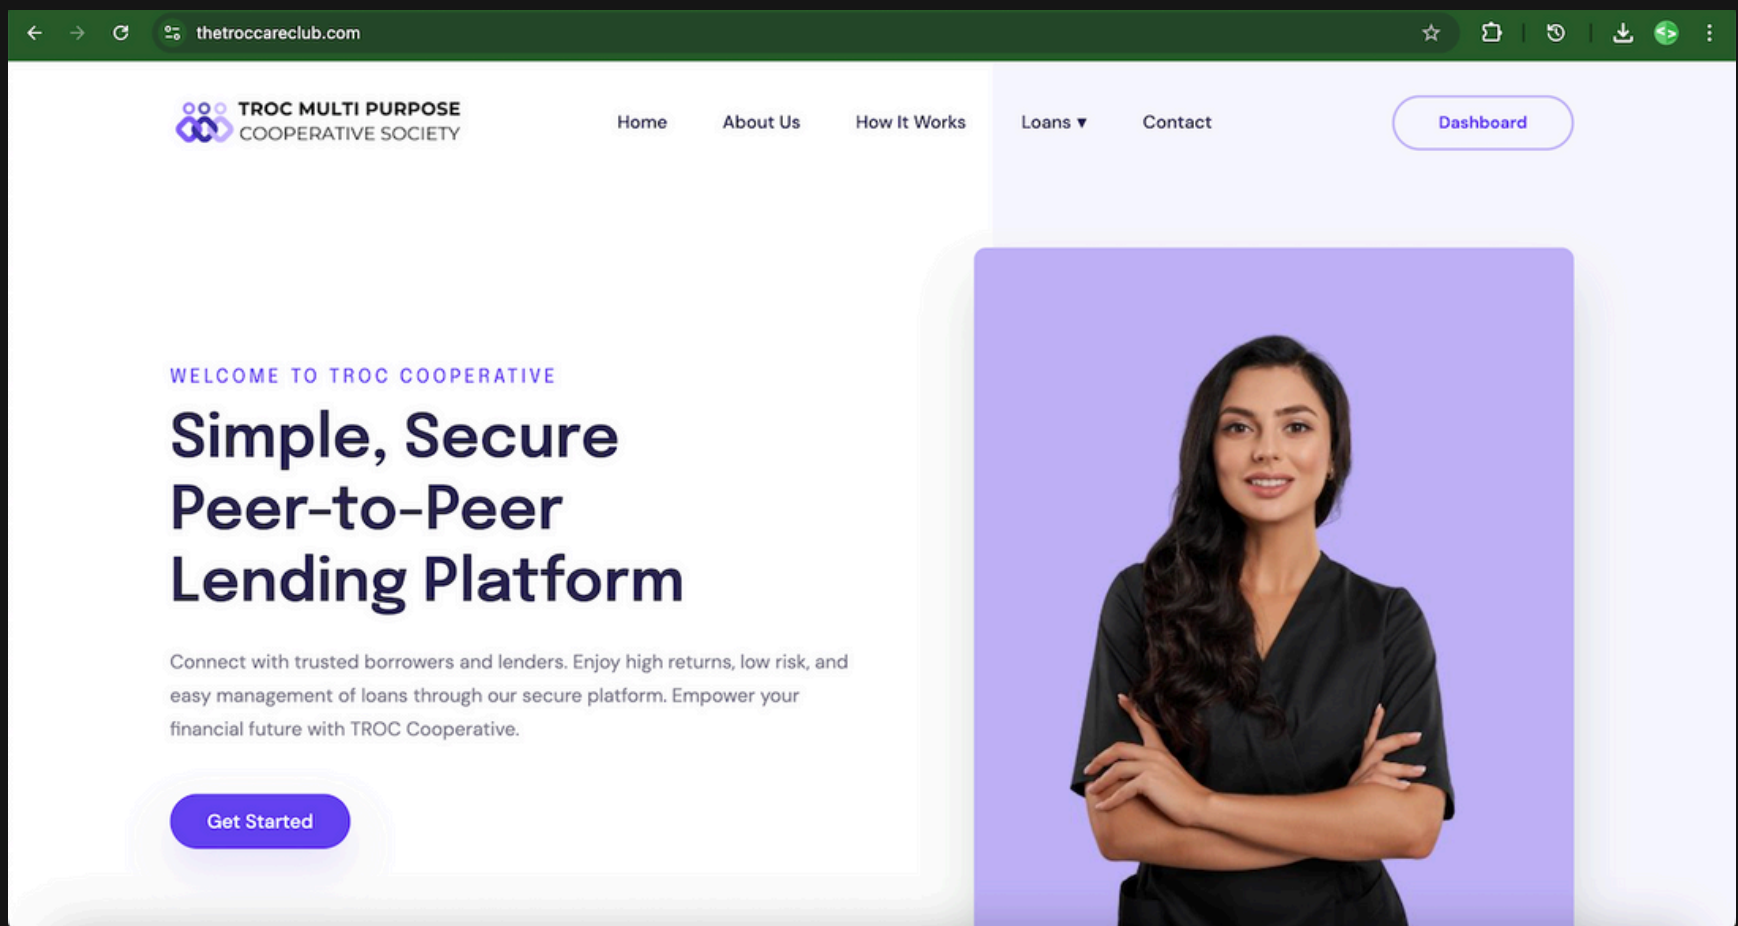 thetroccareclub.com
TROC MULTI PURPOSE
COOPERATIVE SOCIETY
Home
About Us
How It Works
Loans ▾
Contact
Dashboard
WELCOME TO TROC COOPERATIVE
Simple, Secure
Peer-to-Peer
Lending Platform
Connect with trusted borrowers and lenders. Enjoy high returns, low risk, and
easy management of loans through our secure platform. Empower your
financial future with TROC Cooperative.
Get Started